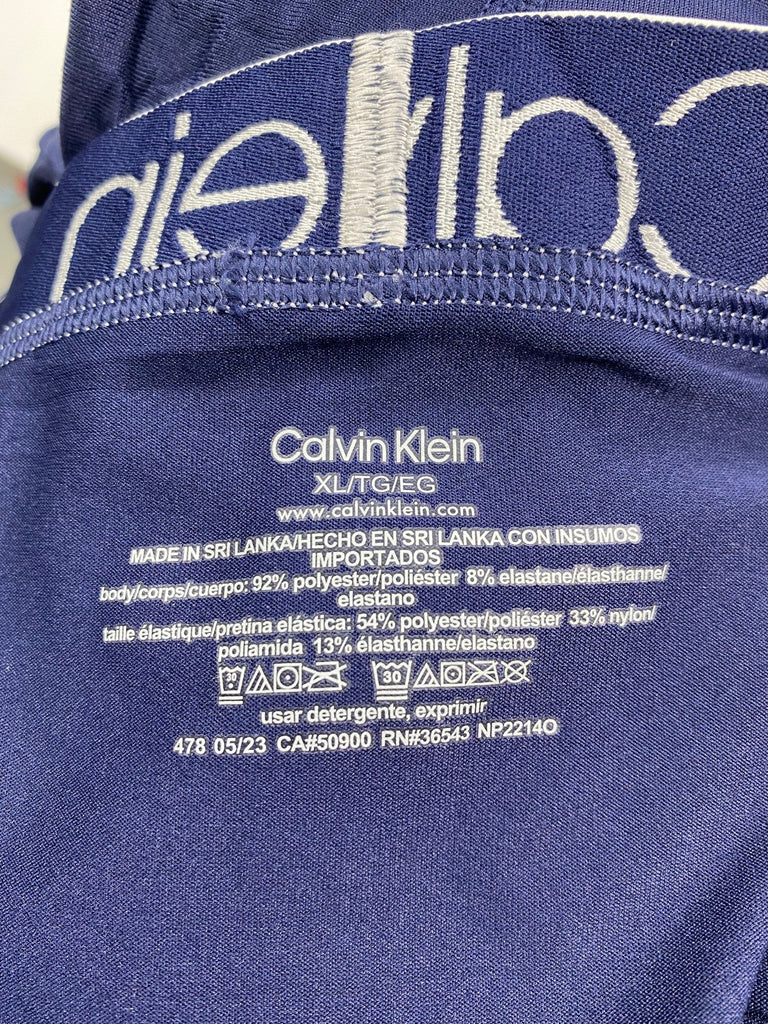 Calvin Klein
Calvin Klein
XL/TG/EG
www.calvinklein.com
MADE IN SRI LANKA/HECHO EN SRI LANKA CON INSUMOS
IMPORTADOS
body/corps/cuerpo: 92% polyester/poliéster 8% elastane/élasthanne/
elastano
taille élastique/pretina elástica: 54% polyester/poliéster 33% nylon/
poliamida 13% élasthanne/elastano
30 30
usar detergente, exprimir
478 05/23 CA#50900 RN#36543 NP2214O